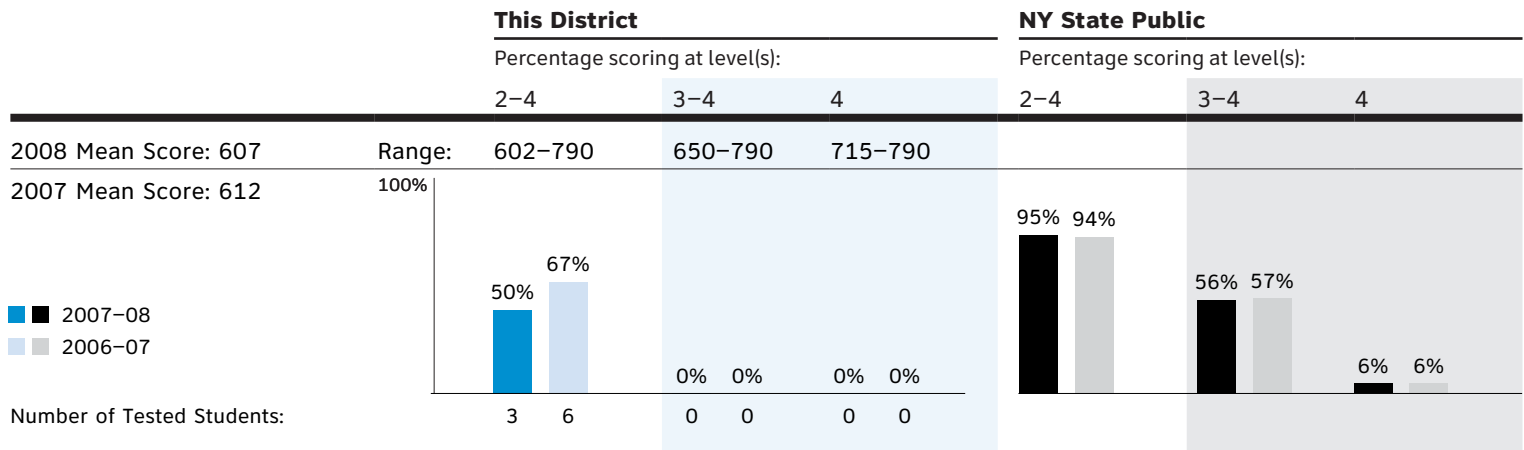 This District NY State Public
Percentage scoring at level(s): Percentage scoring at level(s):
2–4 3–4 4 2–4 3–4 4
2008 Mean Score: 607 Range: 602–790 650–790 715–790
2007 Mean Score: 612 100%
95% 94%
67%
50% 56% 57%
2007–08
2006–07
0% 0% 0% 0% 6% 6%
Number of Tested Students: 3 6 0 0 0 0